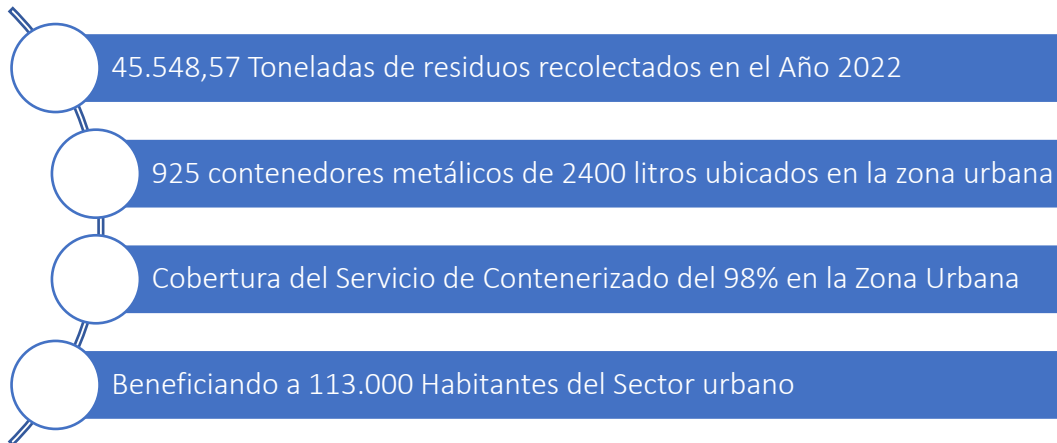 45.548,57 Toneladas de residuos recolectados en el Año 2022
925 contenedores metálicos de 2400 litros ubicados en la zona urbana
Cobertura del Servicio de Contenerizado del 98% en la Zona Urbana
Beneficiando a 113.000 Habitantes del Sector urbano